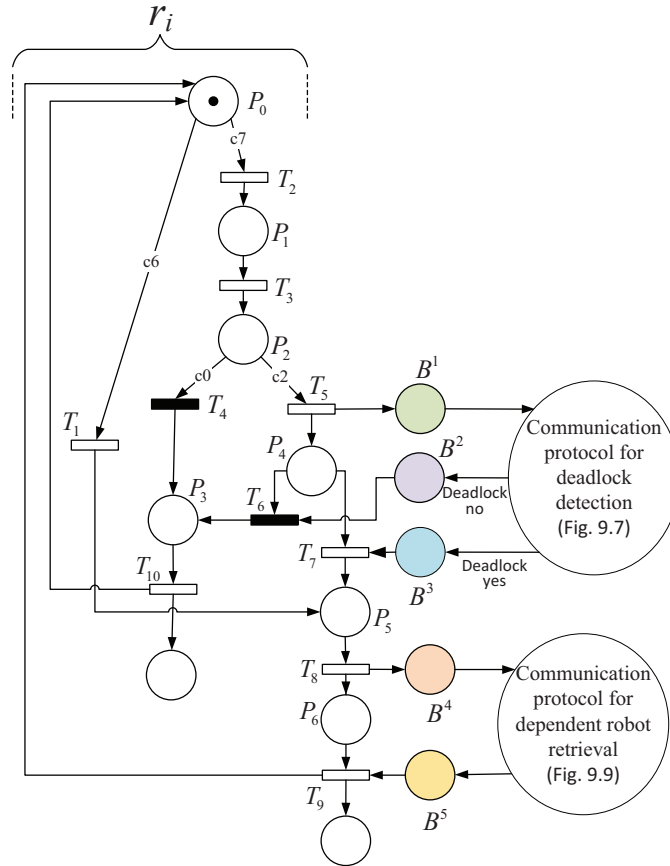 r_i
P_0
c7
T_2
P_1
c6
T_3
P_2
c0
c2
T_5
B^1
T_4
T_1
P_4
B^2
Communication
protocol for
deadlock
detection
(Fig. 9.7)
Deadlock
no
P_3
T_6
T_7
B^3
Deadlock
yes
T_10
P_5
T_8
B^4
P_6
Communication
protocol for
dependent robot
retrieval
(Fig. 9.9)
T_9
B^5